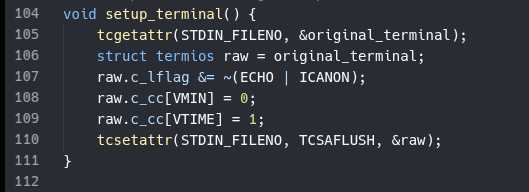 104 void setup_terminal() {
105     tcgetattr(STDIN_FILENO, &original_terminal);
106     struct termios raw = original_terminal;
107     raw.c_lflag &= ~(ECHO | ICANON);
108     raw.c_cc[VMIN] = 0;
109     raw.c_cc[VTIME] = 1;
110     tcsetattr(STDIN_FILENO, TCSAFLUSH, &raw);
111 }
112